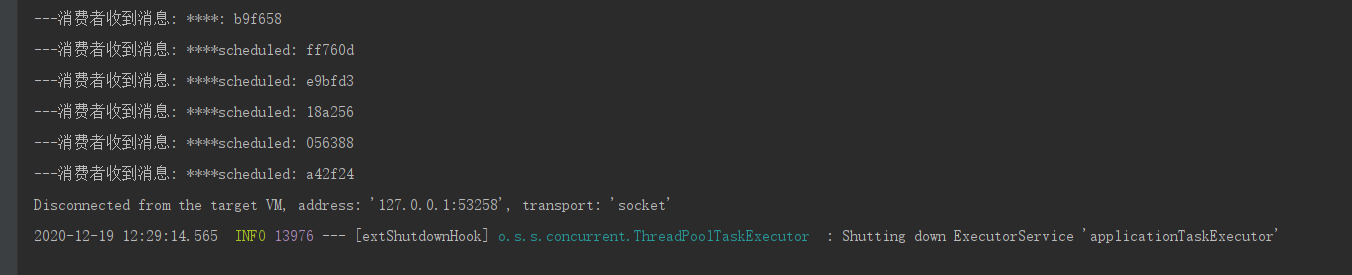 ---消费者收到消息: ****: b9f658
---消费者收到消息: ****scheduled: ff760d
---消费者收到消息: ****scheduled: e9bfd3
---消费者收到消息: ****scheduled: 18a256
---消费者收到消息: ****scheduled: 056388
---消费者收到消息: ****scheduled: a42f24
Disconnected from the target VM, address: '127.0.0.1:53258', transport: 'socket'
2020-12-19 12:29:14.565  INFO 13976 --- [extShutdownHook] o.s.s.concurrent.ThreadPoolTaskExecutor  : Shutting down ExecutorService 'applicationTaskExecutor'